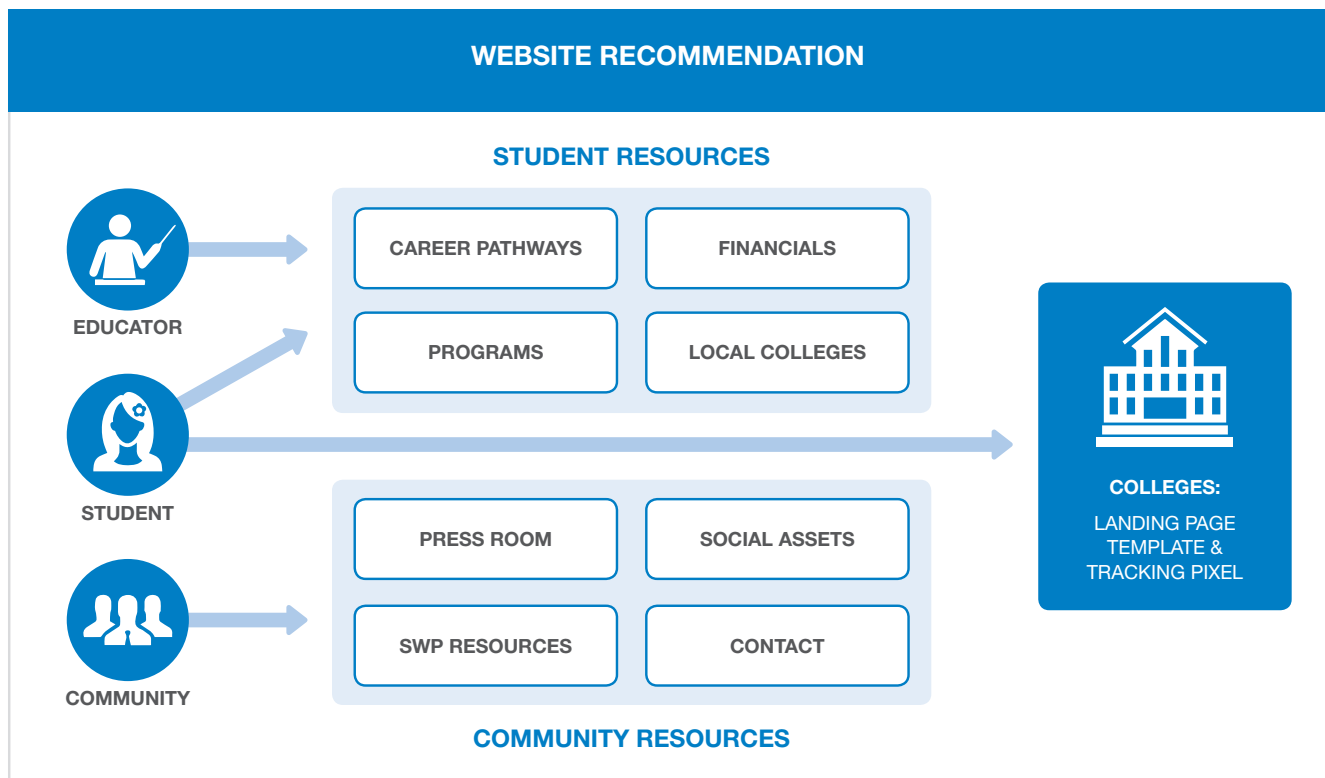 WEBSITE RECOMMENDATION
STUDENT RESOURCES
EDUCATOR
CAREER PATHWAYS
FINANCIALS
PROGRAMS
LOCAL COLLEGES
STUDENT
COLLEGES:
LANDING PAGE
TEMPLATE &
TRACKING PIXEL
PRESS ROOM
SOCIAL ASSETS
COMMUNITY
SWP RESOURCES
CONTACT
COMMUNITY RESOURCES